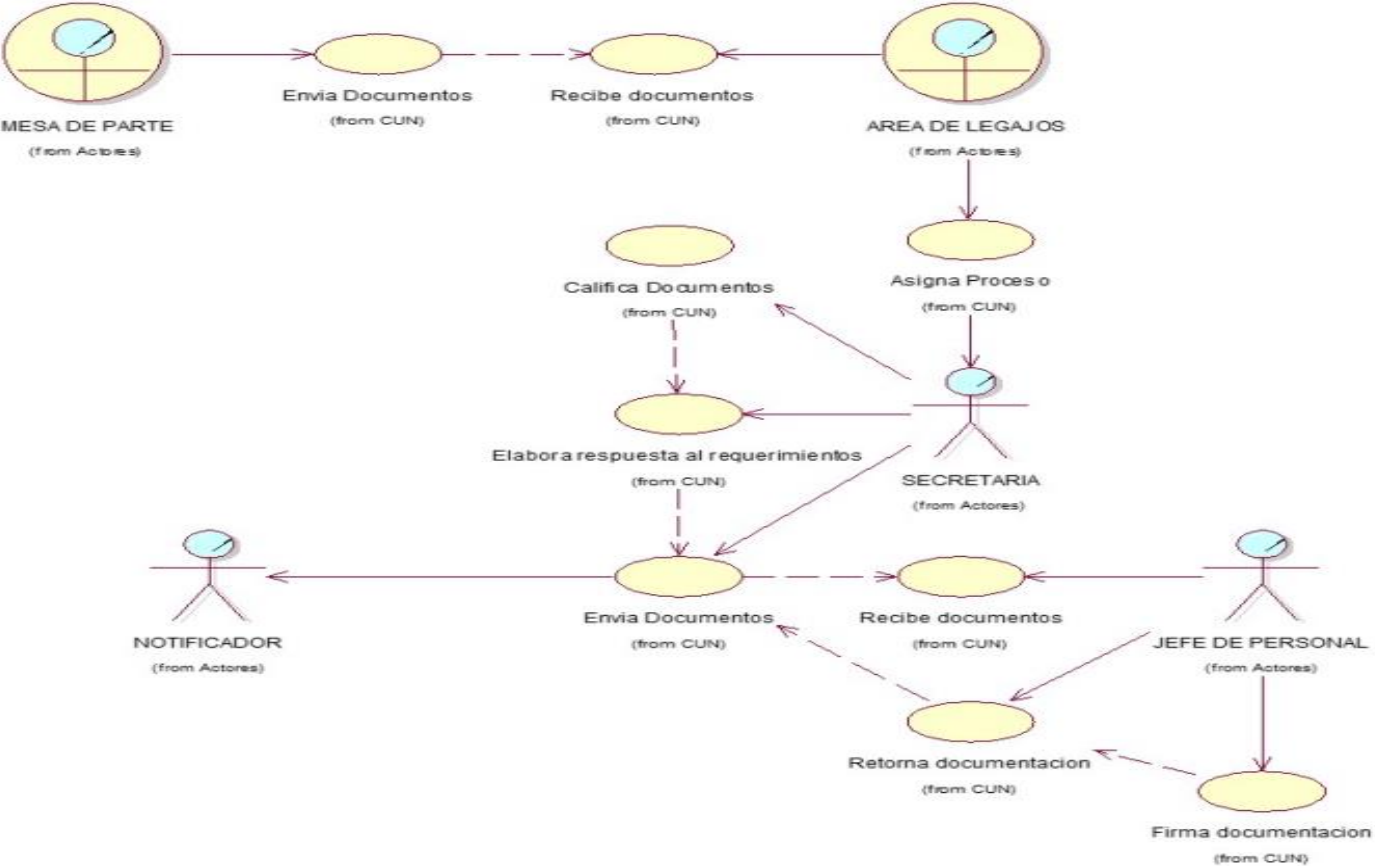 Envia Documentos
(from CUN)
Recibe documentos
(from CUN)
MESA DE PARTE
(from Actores)
AREA DE LEGAJOS
(from Actores)
Califica Documentos
(from CUN)
Asigna Proceso
(from CUN)
Elabora respuesta al requerimientos
(from CUN)
SECRETARIA
(from Actores)
NOTIFICADOR
(from Actores)
Envia Documentos
(from CUN)
Recibe documentos
(from CUN)
JEFE DE PERSONAL
(from Actores)
Retorna documentacion
(from CUN)
Firma documentacion
(from CUN)